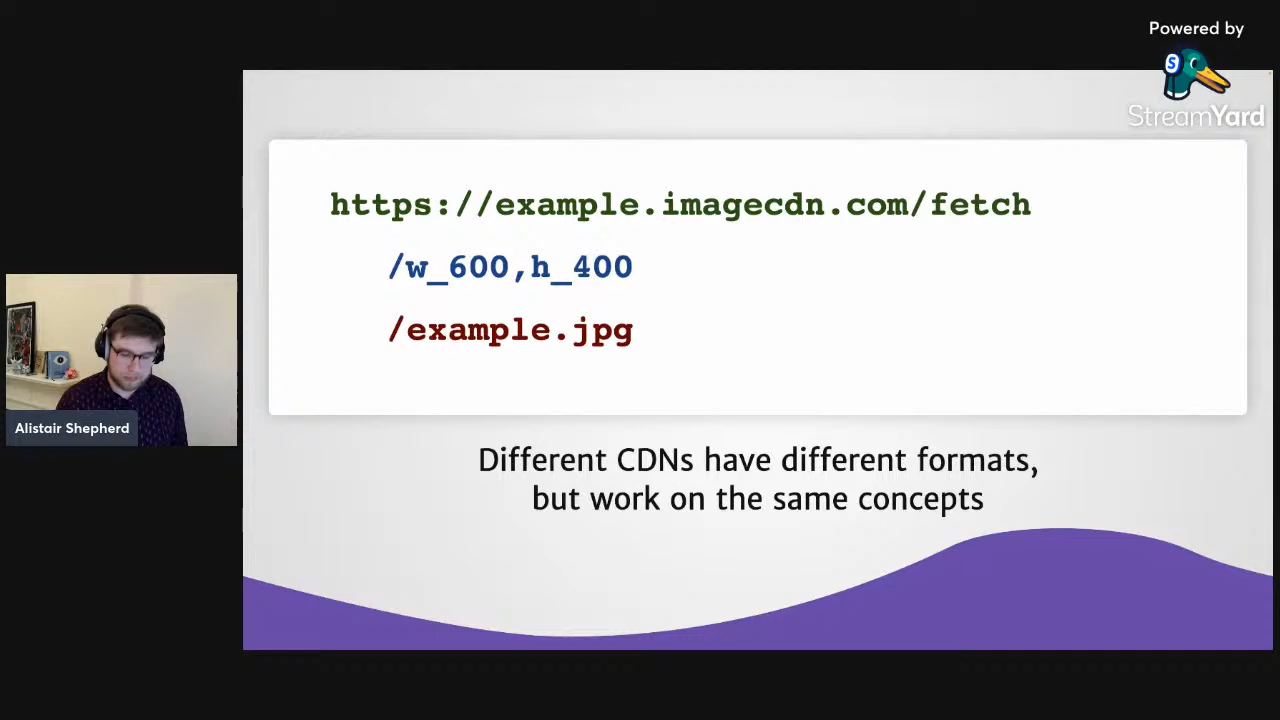 Powered by
S
StreamYard
https://example.imagecdn.com/fetch
/w_600,h_400
/example.jpg
Alistair Shepherd
Different CDNs have different formats,
but work on the same concepts